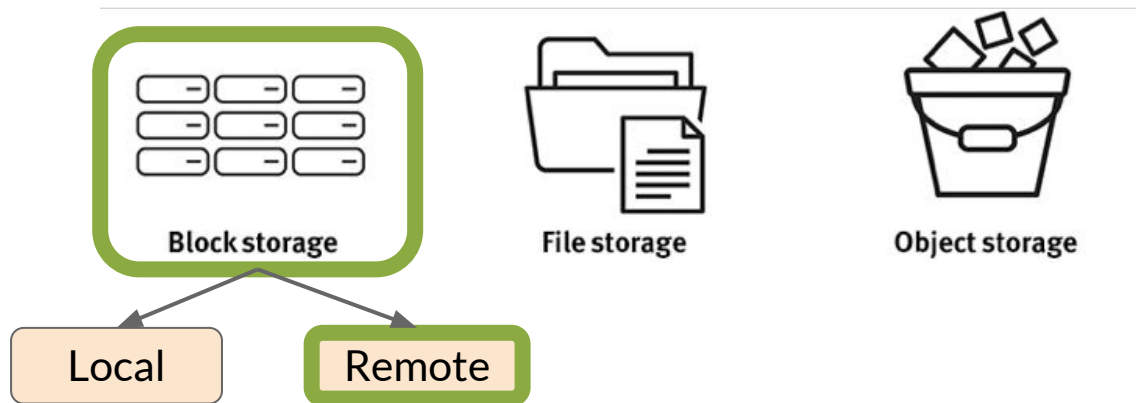 Block storage
File storage
Object storage
Local
Remote